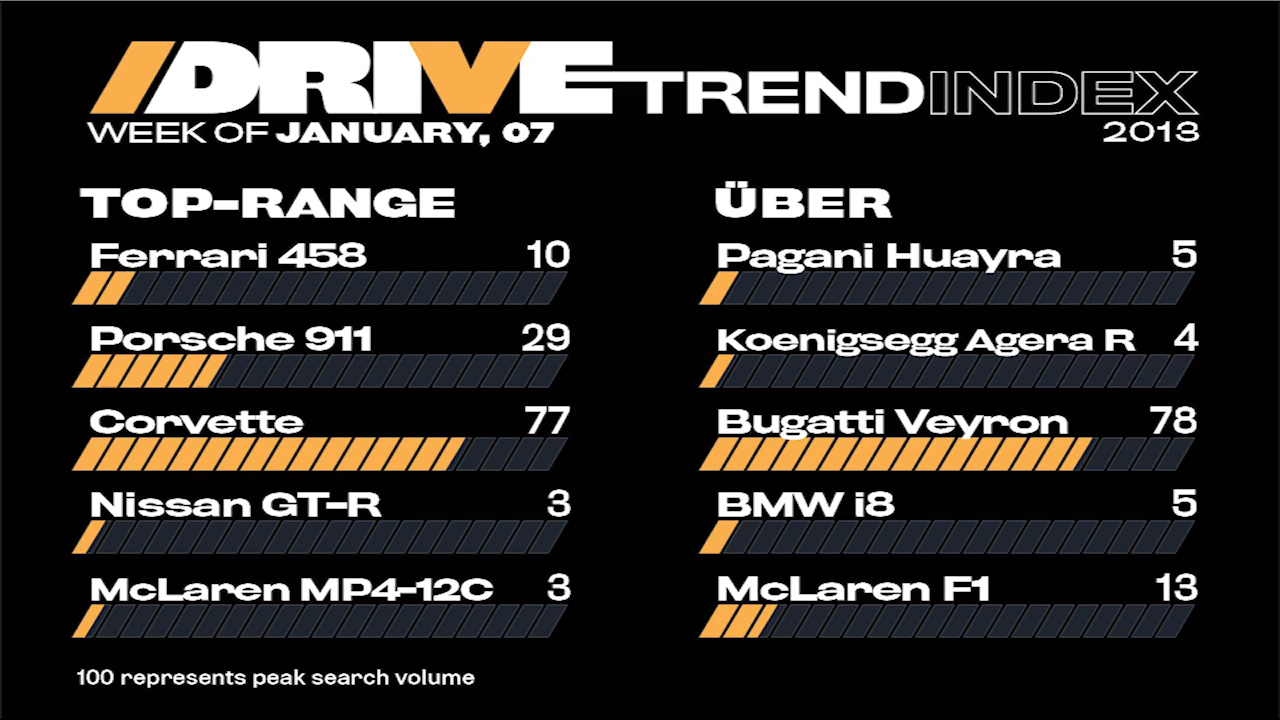 /DRIVE TREND INDEX
WEEK OF JANUARY, 07
2013
TOP-RANGE
Ferrari 458 10
Porsche 911 29
Corvette 77
Nissan GT-R 3
McLaren MP4-12C 3
ÜBER
Pagani Huayra 5
Koenigsegg Agera R 4
Bugatti Veyron 78
BMW i8 5
McLaren F1 13
100 represents peak search volume